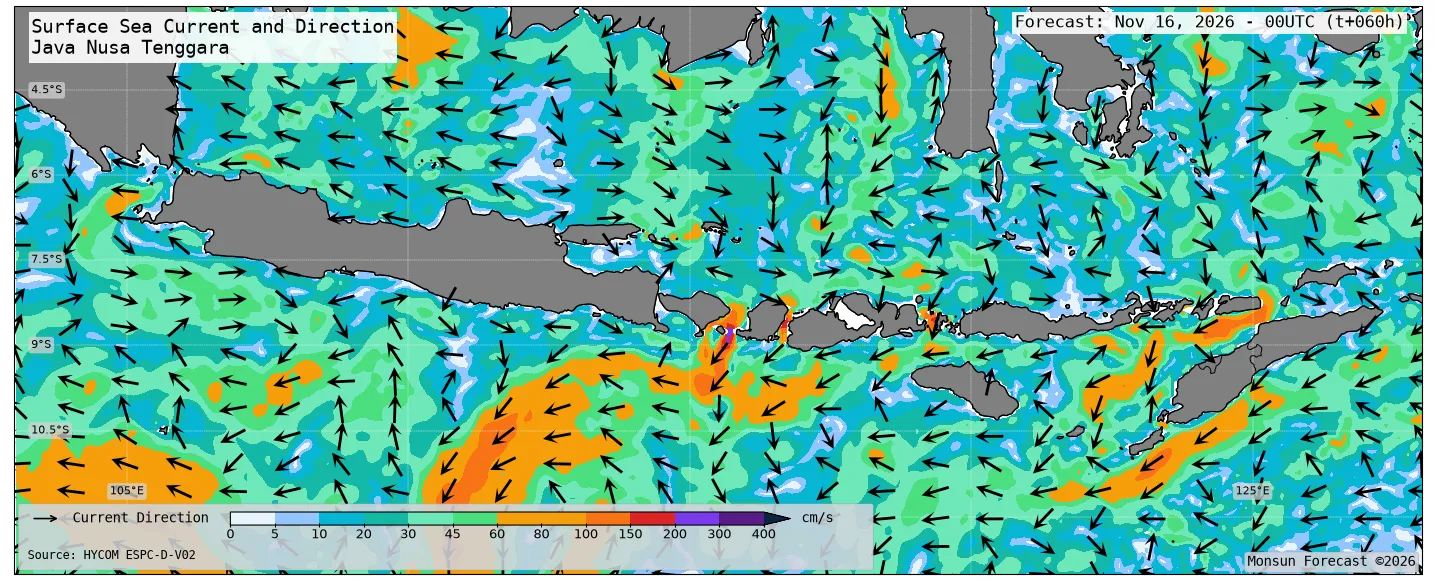 Surface Sea Current and Direction
Java Nusa Tenggara
Forecast: Nov 16, 2026 - 00UTC (t+060h)
4.5°S
6°S
7.5°S
9°S
10.5°S
105°E
125°E
Current Direction
0 5 10 20 30 45 60 80 100 150 200 300 400 cm/s
Source: HYCOM ESPC-D-V02
Monsun Forecast ©2026